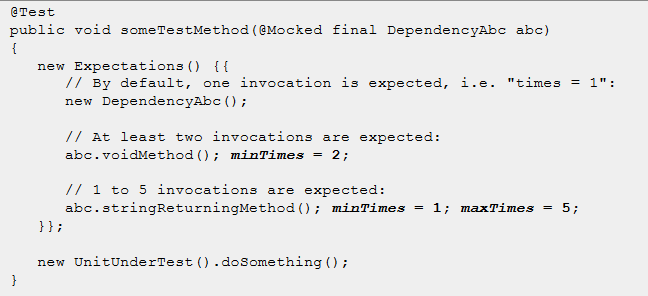 @Test
public void someTestMethod(@Mocked final DependencyAbc abc)
{
   new Expectations() {{
      // By default, one invocation is expected, i.e. "times = 1":
      new DependencyAbc();

      // At least two invocations are expected:
      abc.voidMethod(); minTimes = 2;

      // 1 to 5 invocations are expected:
      abc.stringReturningMethod(); minTimes = 1; maxTimes = 5;
   }};

   new UnitUnderTest().doSomething();
}